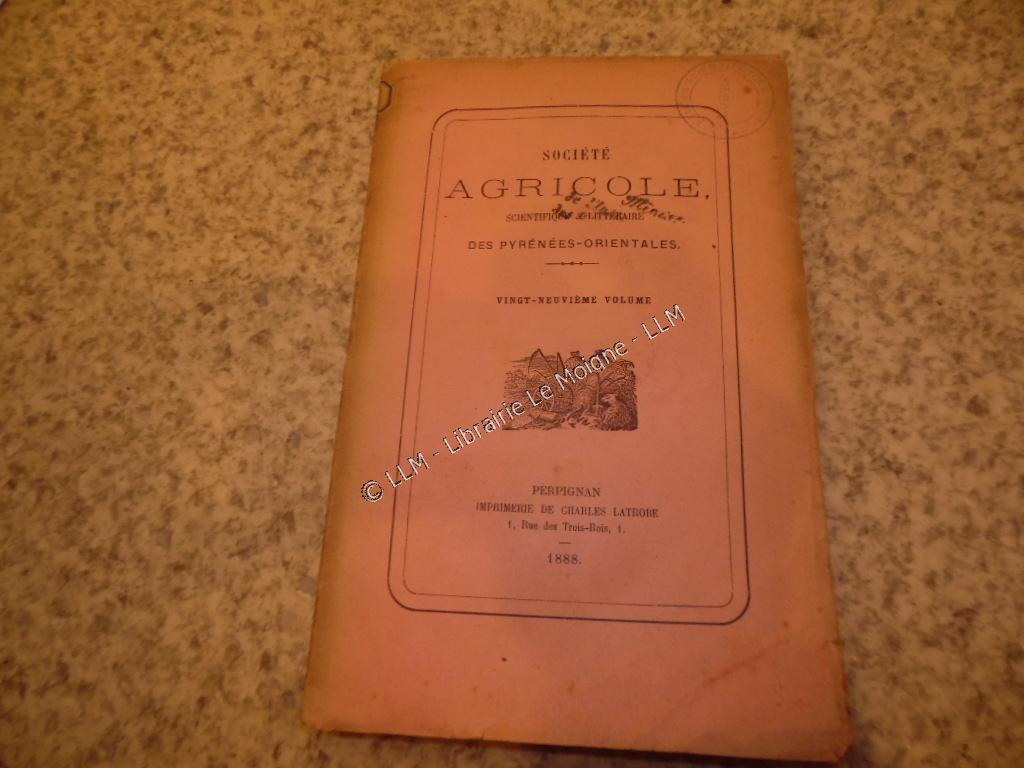 SOCIÉTÉ
AGRICOLE,
SCIENTIFIQUE & LITTÉRAIRE
DES PYRÉNÉES-ORIENTALES.
VINGT-NEUVIÈME VOLUME
© LLM - Librairie Le Moigne - LLM
PERPIGNAN
IMPRIMERIE DE CHARLES LATROBE
1, Rue des Trois-Rois, 1.
1888.